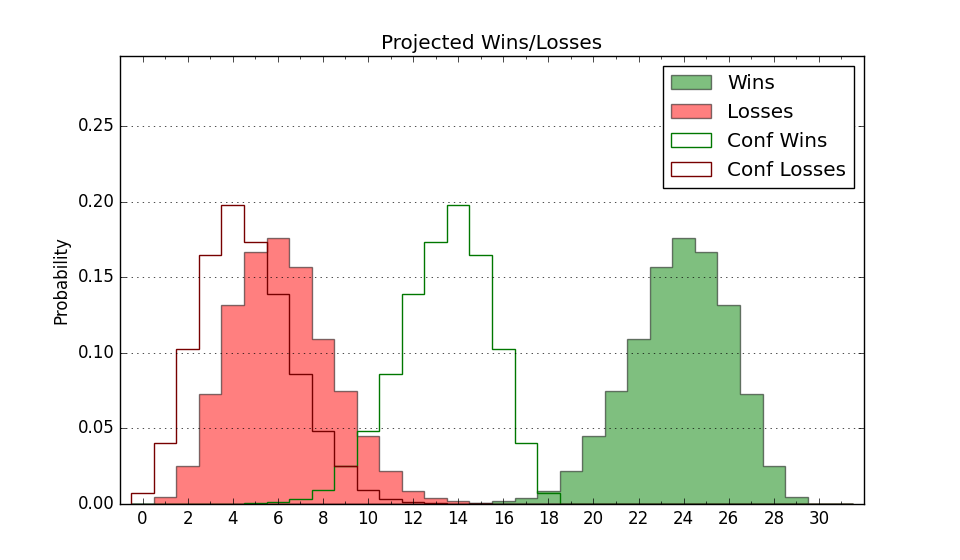 Projected Wins/Losses
Wins
Losses
Conf Wins
Conf Losses
Probability
0.25
0.20
0.15
0.10
0.05
0.00
0 2 4 6 8 10 12 14 16 18 20 22 24 26 28 30